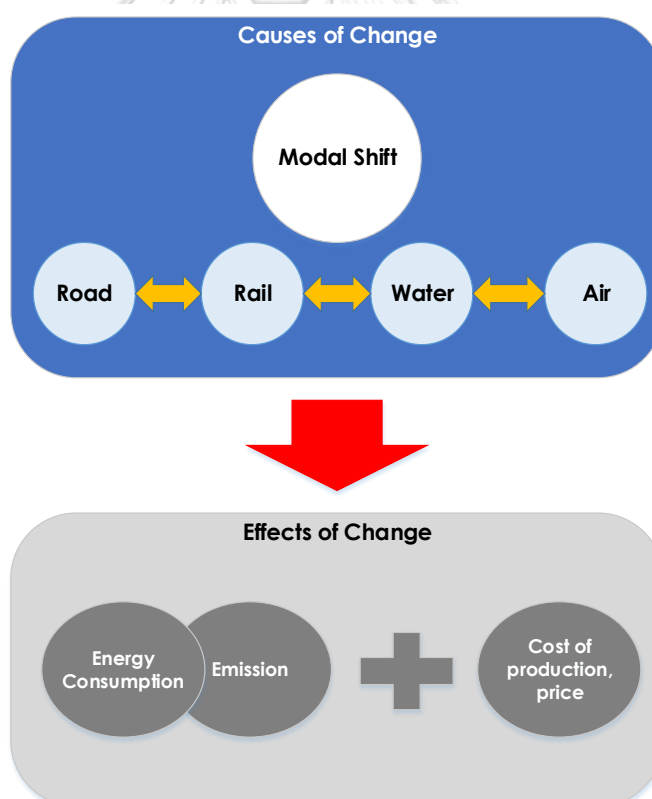 Causes of Change
Modal Shift
Road
Rail
Water
Air
Effects of Change
Energy
Consumption
Emission
Cost of
production,
price